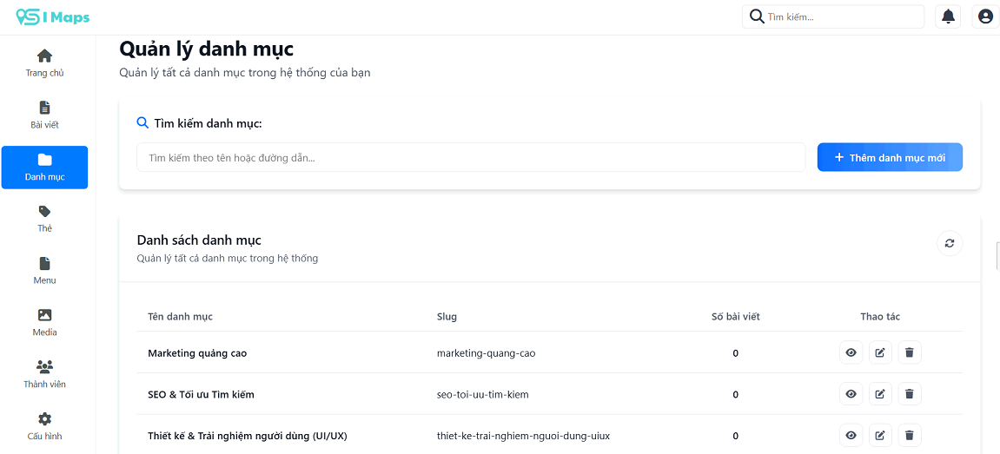 SI Maps
Tìm kiếm...
Trang chủ
Bài viết
Danh mục
Thẻ
Menu
Media
Thành viên
Cấu hình
Quản lý danh mục
Quản lý tất cả danh mục trong hệ thống của bạn
Tìm kiếm danh mục:
Tìm kiếm theo tên hoặc đường dẫn...
+ Thêm danh mục mới
Danh sách danh mục
Quản lý tất cả danh mục trong hệ thống
Tên danh mục Slug Số bài viết Thao tác
Marketing quảng cao marketing-quang-cao 0
SEO & Tối ưu Tìm kiếm seo-toi-uu-tim-kiem 0
Thiết kế & Trải nghiệm người dùng (UI/UX) thiet-ke-trai-nghiem-nguoi-dung-uiux 0